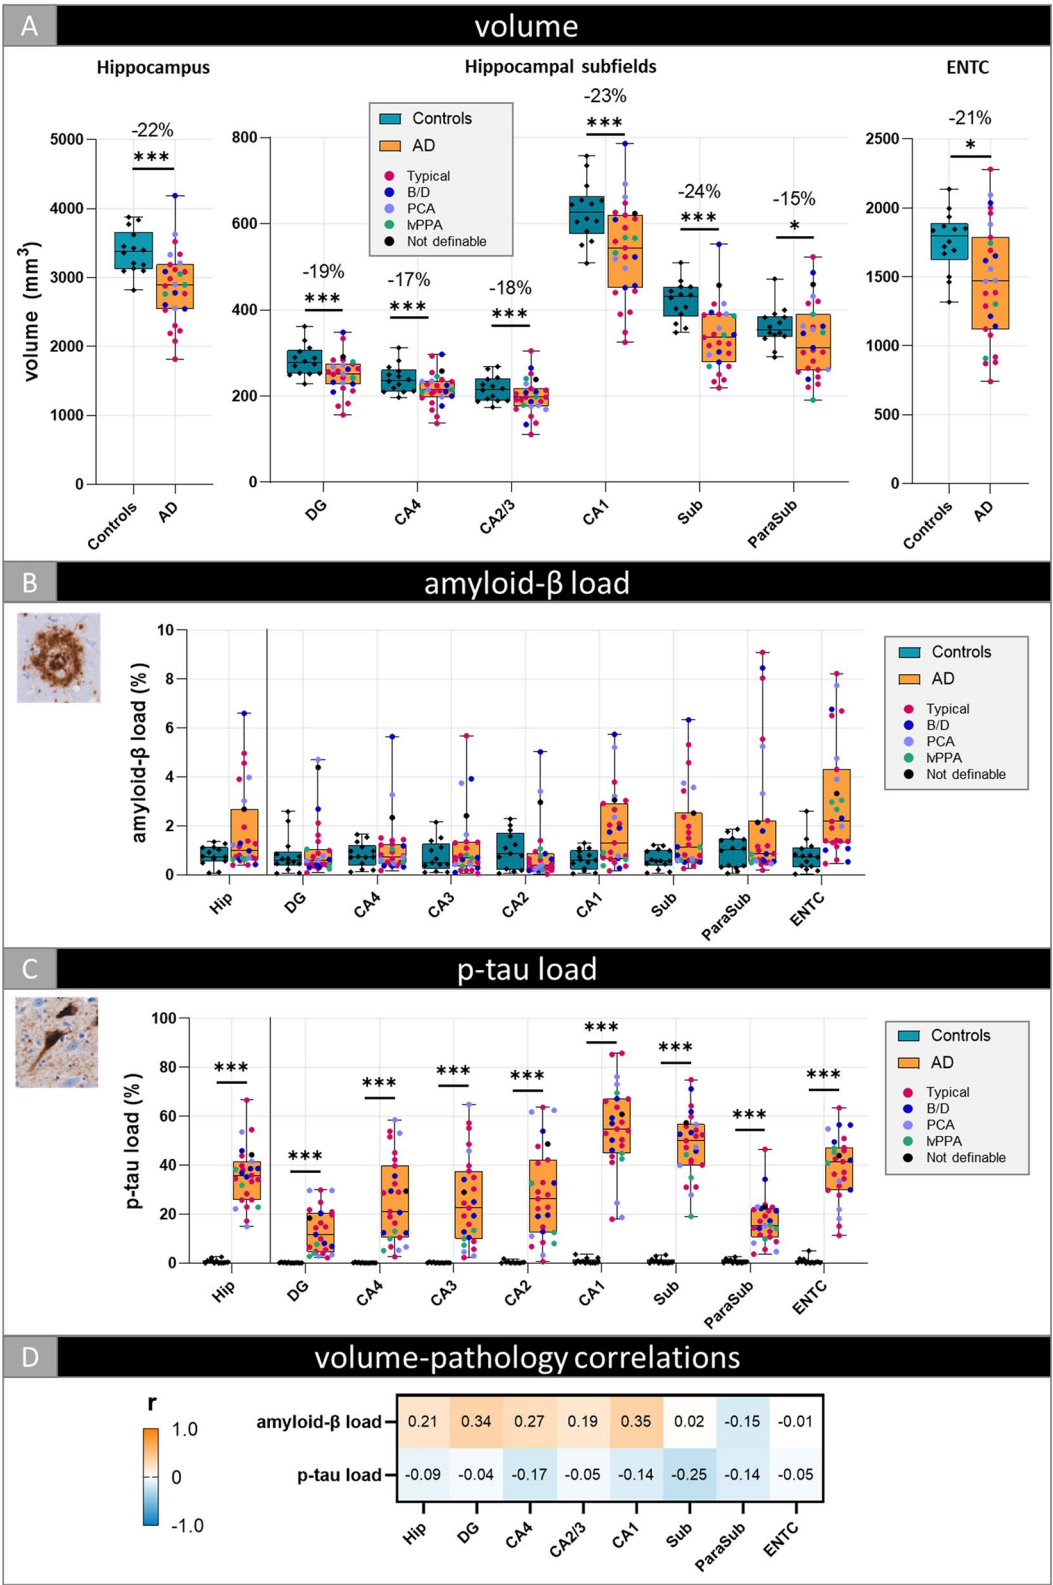 A
volume
Hippocampus
Hippocampal subfields
ENTC
volume (mm³)
5000
4000
3000
2000
1000
0
-22%
***
Controls
AD
800
600
400
200
0
Controls
AD
Typical
B/D
PCA
lvPPA
Not definable
-19%
***
-17%
***
-18%
***
-23%
***
-24%
***
-15%
*
DG
CA4
CA2/3
CA1
Sub
ParaSub
2500
2000
1500
1000
500
0
-21%
*
Controls
AD
B
amyloid-β load
amyloid-β load (%)
10
8
6
4
2
0
Hip
DG
CA4
CA3
CA2
CA1
Sub
ParaSub
ENTC
Controls
AD
Typical
B/D
PCA
lvPPA
Not definable
C
p-tau load
p-tau load (%)
100
80
60
40
20
0
***
***
***
***
***
***
***
***
***
Hip
DG
CA4
CA3
CA2
CA1
Sub
ParaSub
ENTC
Controls
AD
Typical
B/D
PCA
lvPPA
Not definable
D
volume-pathology correlations
r
1.0
0
-1.0
amyloid-β load 0.21 0.34 0.27 0.19 0.35 0.02 -0.15 -0.01
p-tau load -0.09 -0.04 -0.17 -0.05 -0.14 -0.25 -0.14 -0.05
Hip
DG
CA4
CA2/3
CA1
Sub
ParaSub
ENTC